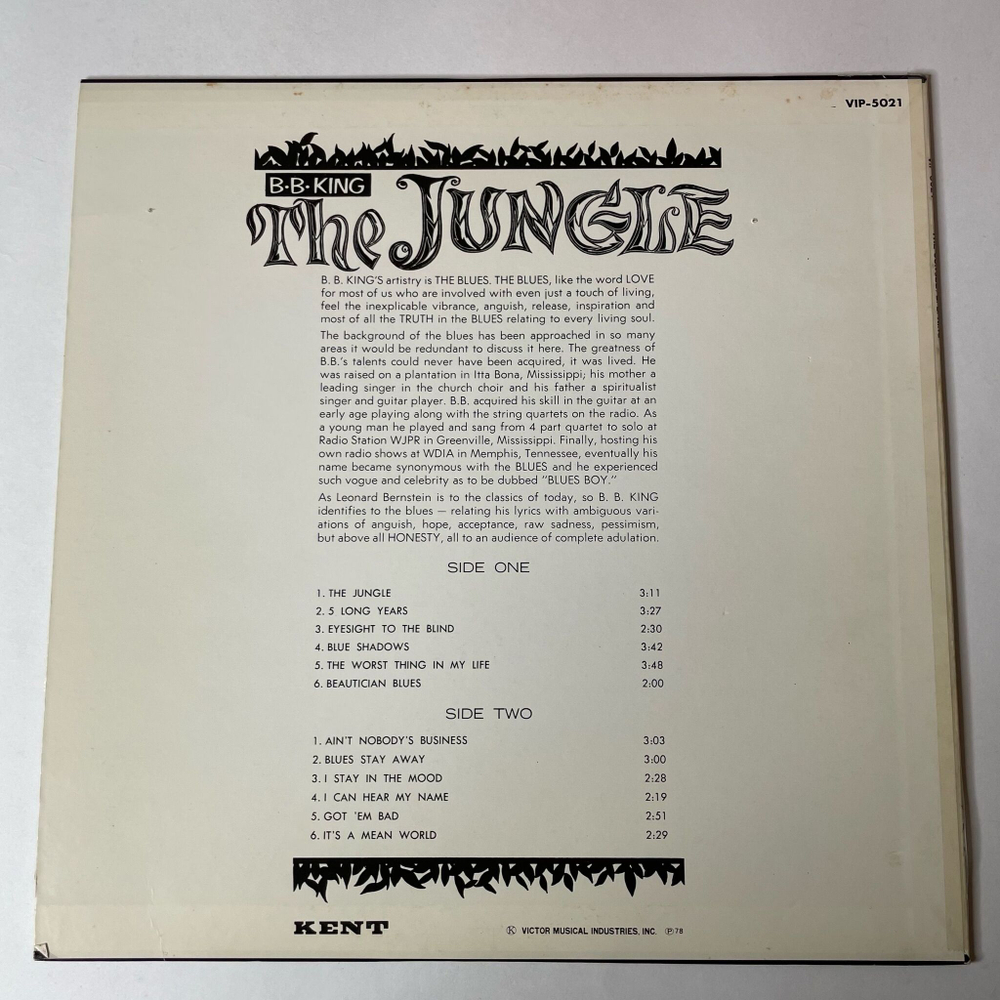 VIP-5021
B·B·KING
The JUNGLE
B. B. KING'S artistry is THE BLUES. THE BLUES, like the word LOVE
for most of us who are involved with even just a touch of living,
feel the inexplicable vibrance, anguish, release, inspiration and
most of all the TRUTH in the BLUES relating to every living soul.
The background of the blues has been approached in so many
areas it would be redundant to discuss it here. The greatness of
B.B.'s talents could never have been acquired, it was lived. He
was raised on a plantation in Itta Bona, Mississippi; his mother a
leading singer in the church choir and his father a spiritualist
singer and guitar player. B.B. acquired his skill in the guitar at an
early age playing along with the string quartets on the radio. As
a young man he played and sang from 4 part quartet to solo at
Radio Station WJPR in Greenville, Mississippi. Finally, hosting his
own radio shows at WDIA in Memphis, Tennessee, eventually his
name became synonymous with the BLUES and he experienced
such vogue and celebrity as to be dubbed "BLUES BOY."
As Leonard Bernstein is to the classics of today, so B. B. KING
identifies to the blues — relating his lyrics with ambiguous vari-
ations of anguish, hope, acceptance, raw sadness, pessimism,
but above all HONESTY, all to an audience of complete adulation.
SIDE ONE
1. THE JUNGLE 3:11
2. 5 LONG YEARS 3:27
3. EYESIGHT TO THE BLIND 2:30
4. BLUE SHADOWS 3:42
5. THE WORST THING IN MY LIFE 3:48
6. BEAUTICIAN BLUES 2:00
SIDE TWO
1. AIN'T NOBODY'S BUSINESS 3:03
2. BLUES STAY AWAY 3:00
3. I STAY IN THE MOOD 2:28
4. I CAN HEAR MY NAME 2:19
5. GOT 'EM BAD 2:51
6. IT'S A MEAN WORLD 2:29
KENT
Ⓚ VICTOR MUSICAL INDUSTRIES, INC. Ⓟ78